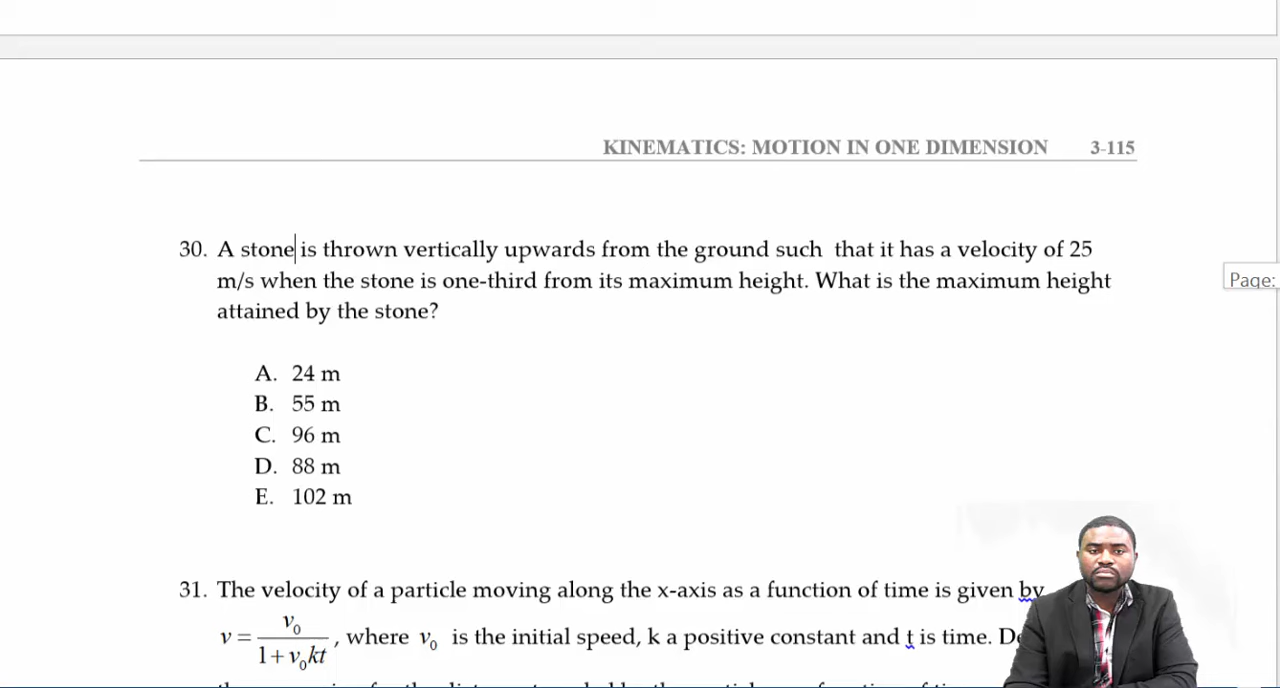 KINEMATICS: MOTION IN ONE DIMENSION 3-115
30. A stone is thrown vertically upwards from the ground such that it has a velocity of 25
Page:
m/s when the stone is one-third from its maximum height. What is the maximum height
attained by the stone?
A. 24 m
B. 55 m
C. 96 m
D. 88 m
E. 102 m
31. The velocity of a particle moving along the x-axis as a function of time is given by
v = v₀ / (1 + v₀kt), where v₀ is the initial speed, k a positive constant and t is time.